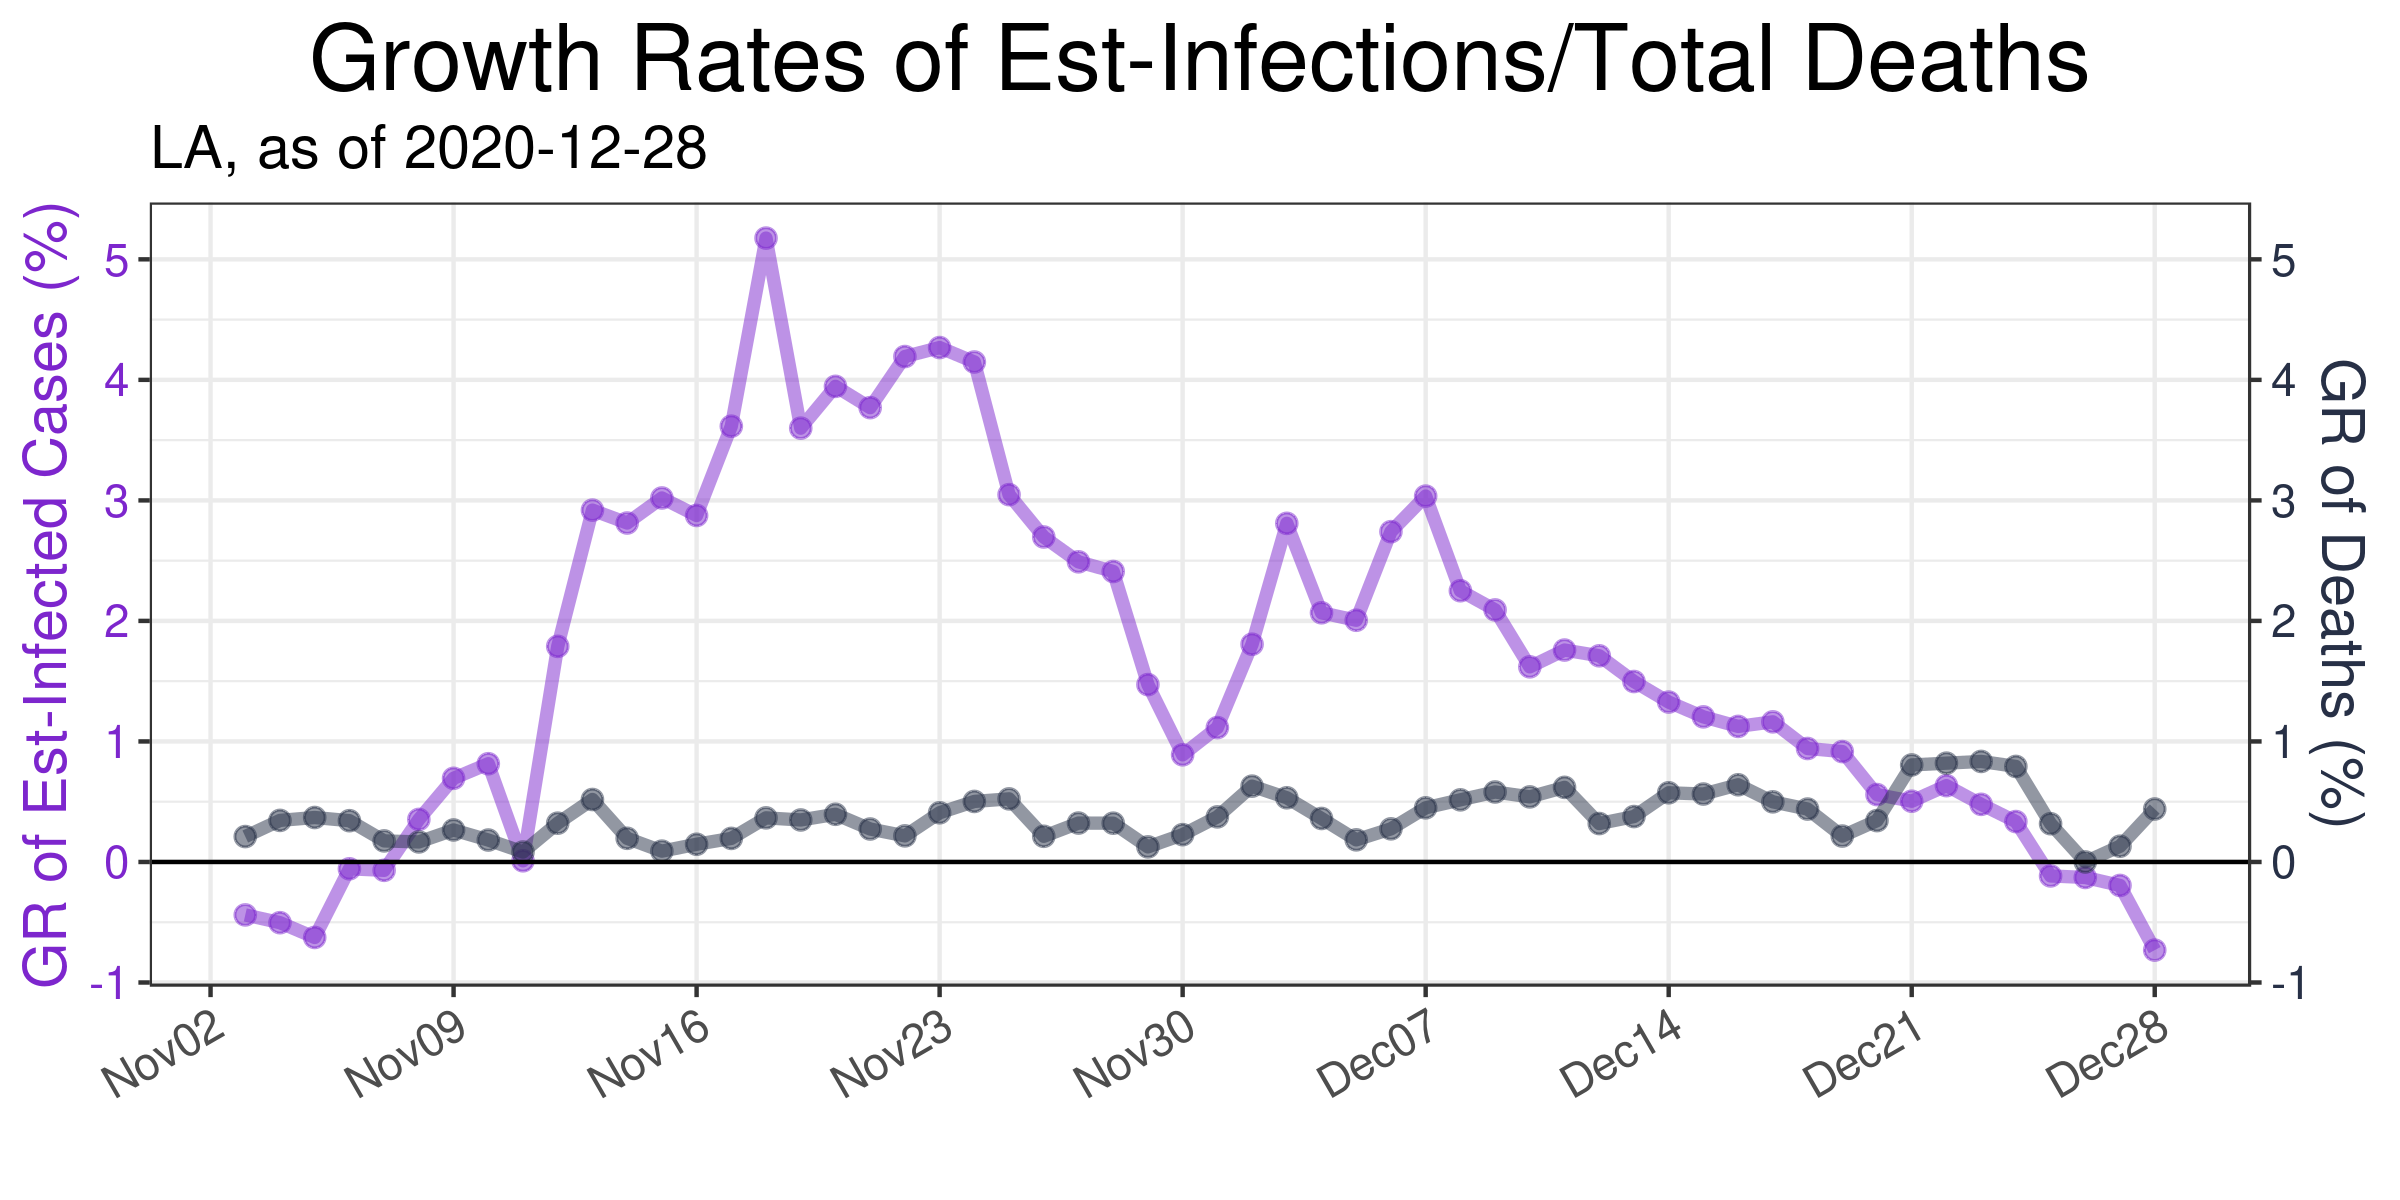 Growth Rates of Est-Infections/Total Deaths
LA, as of 2020-12-28
GR of Est-Infected Cases (%)
5
4
3
2
1
0
-1
5
4
3
2
1
0
-1
GR of Deaths (%)
Nov02
Nov09
Nov16
Nov23
Nov30
Dec07
Dec14
Dec21
Dec28